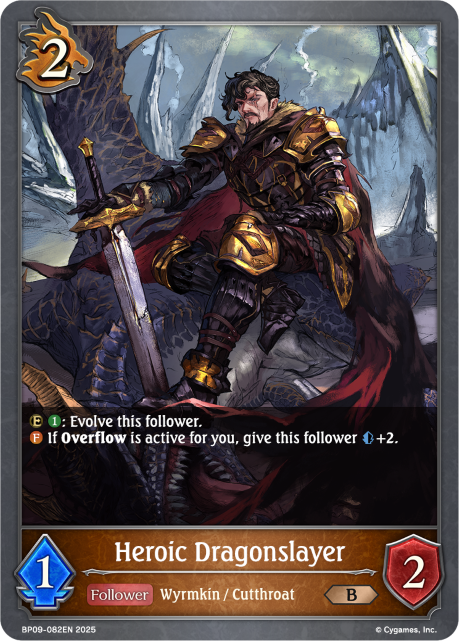 2
E 1: Evolve this follower.
F If Overflow is active for you, give this follower +2.
Heroic Dragonslayer
1
Follower Wyrmkin / Cutthroat B
2
BP09-082EN 2025 © Cygames, Inc.